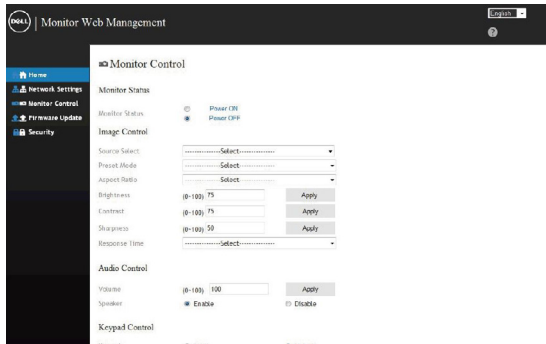 DELL | Monitor Web Management
English
?
Home
Network Settings
Monitor Control
Firmware Update
Security
Monitor Control
Monitor Status
Monitor Status
Power ON
Power OFF
Image Control
Source Select ---------------Select---------------
Preset Mode ---------------Select---------------
Aspect Ratio ---------------Select---------------
Brightness (0~100) 75 Apply
Contrast (0~100) 75 Apply
Sharpness (0~100) 50 Apply
Response Time ---------------Select---------------
Audio Control
Volume (0~100) 100 Apply
Speaker Enable Disable
Keypad Control